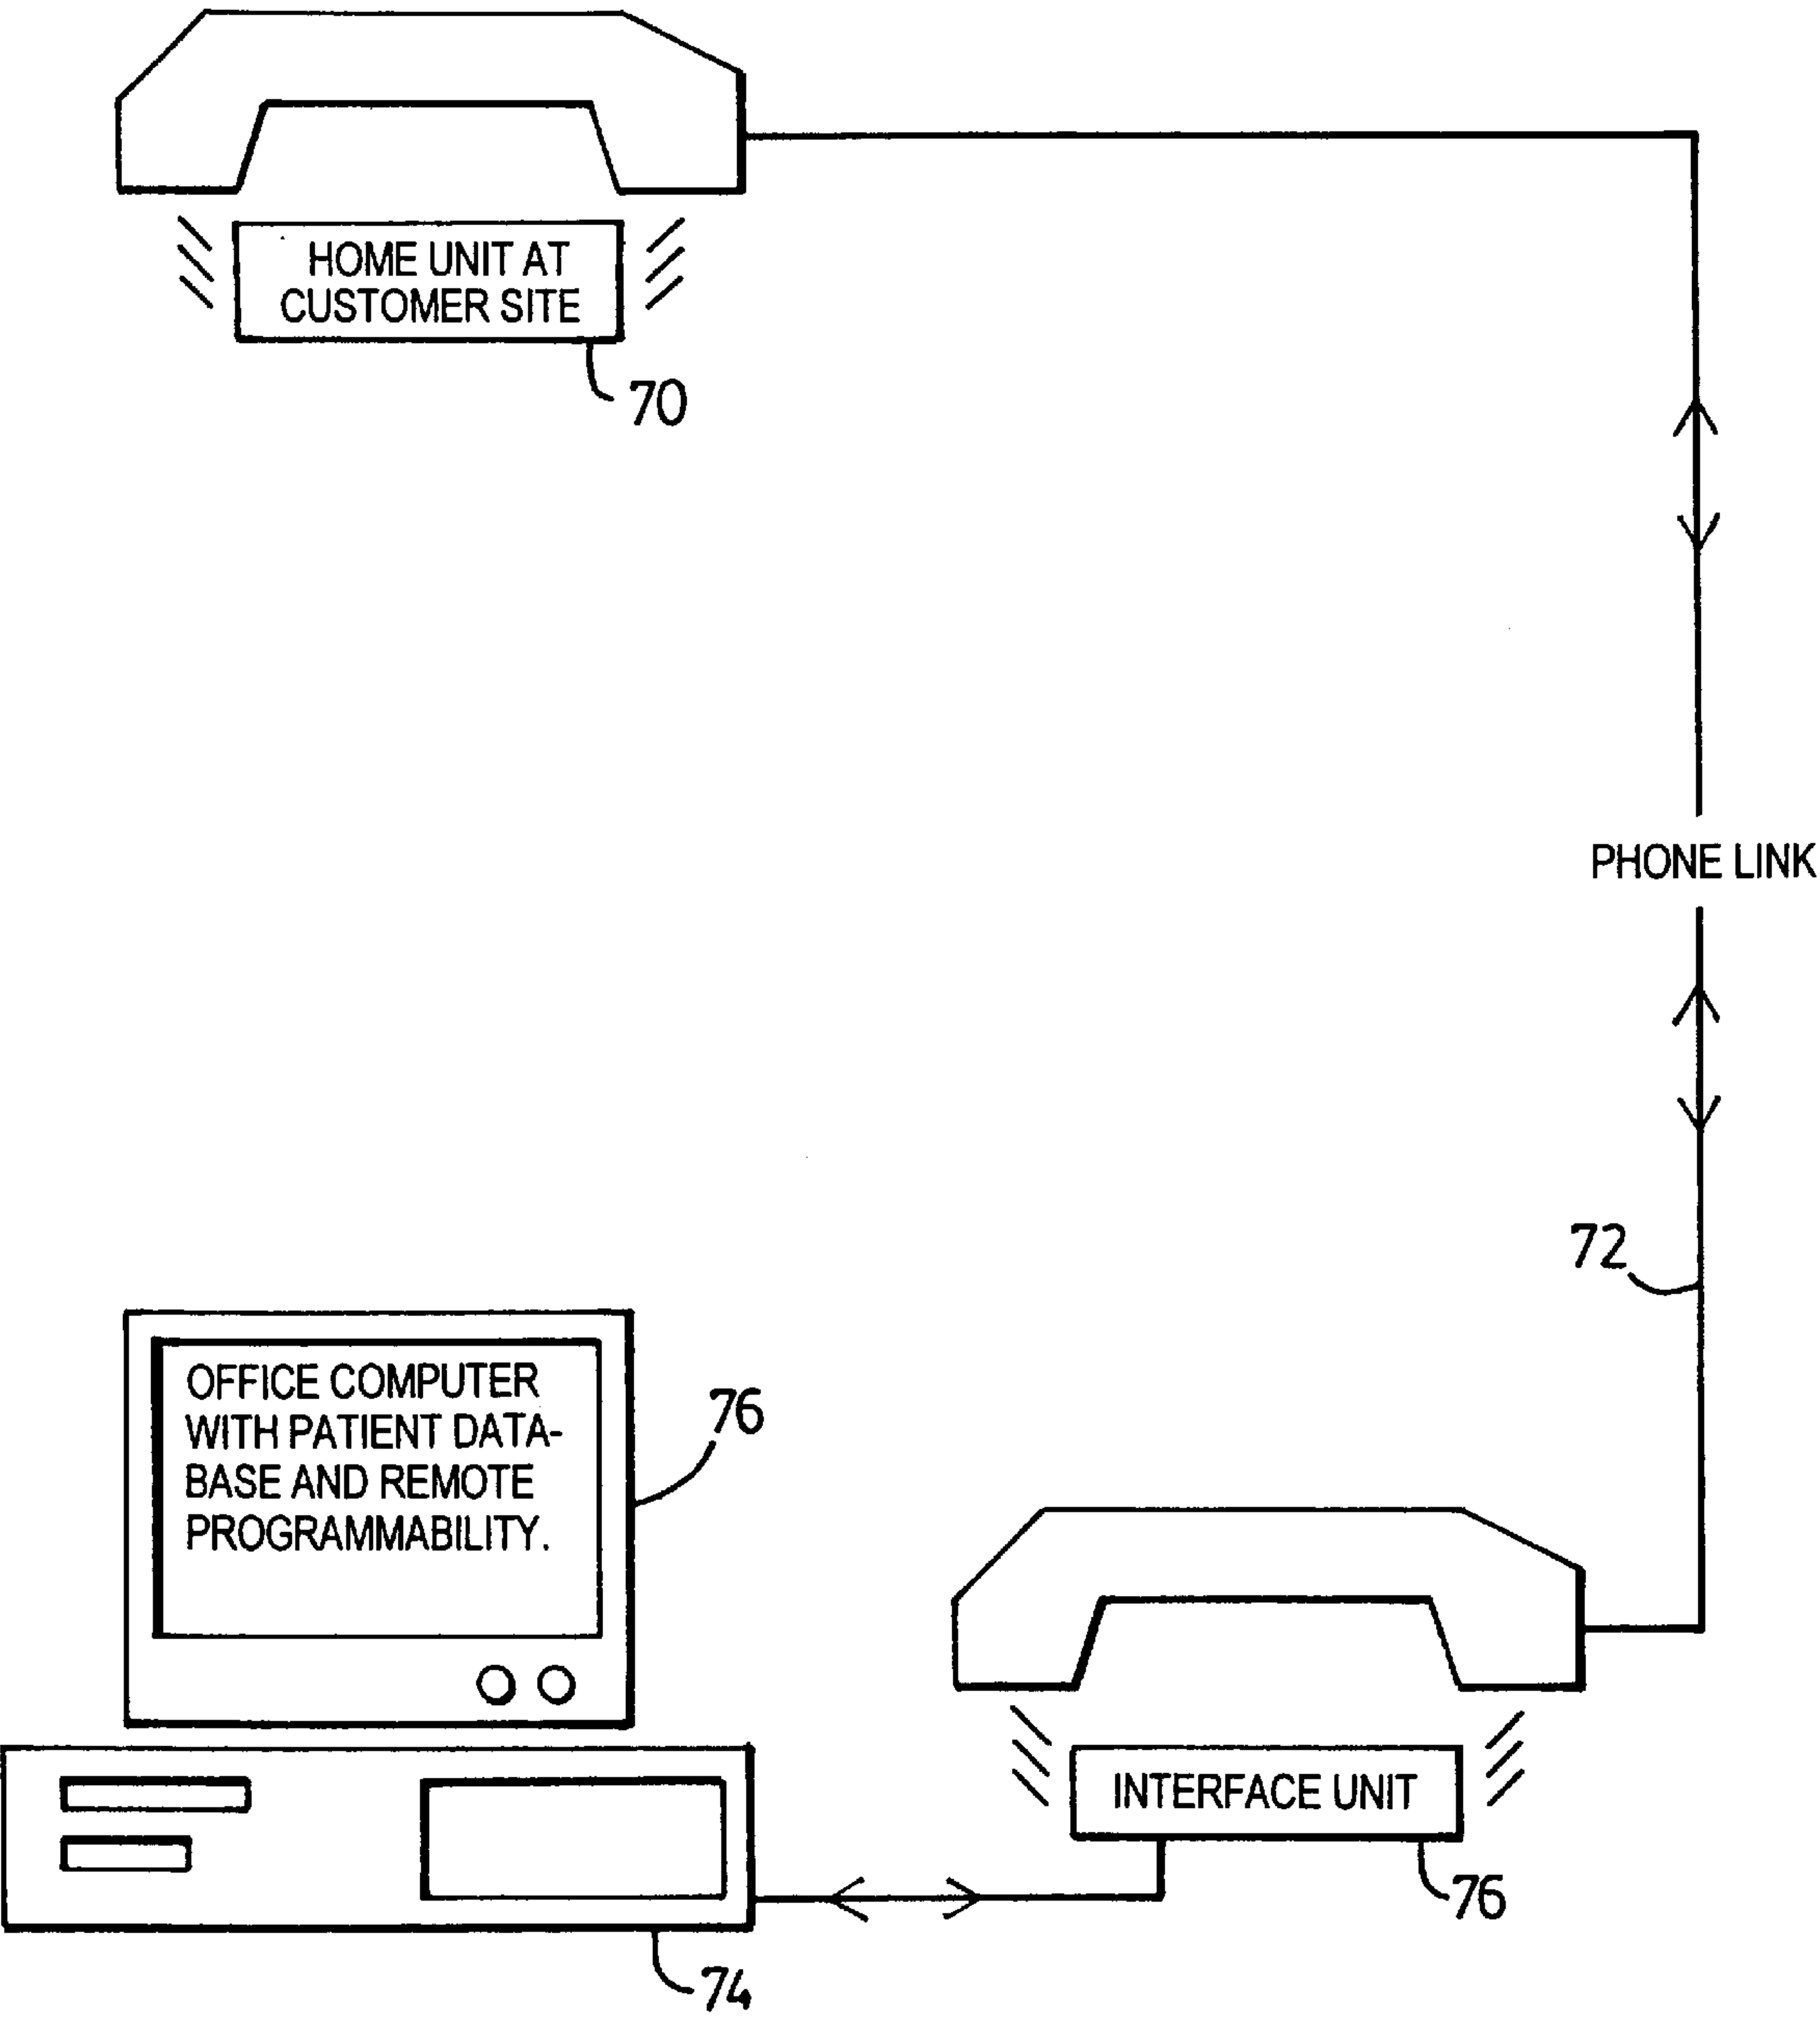 HOME UNIT AT
CUSTOMER SITE
70
PHONE LINK
72
OFFICE COMPUTER
WITH PATIENT DATA-
BASE AND REMOTE
PROGRAMMABILITY.
76
INTERFACE UNIT
76
74